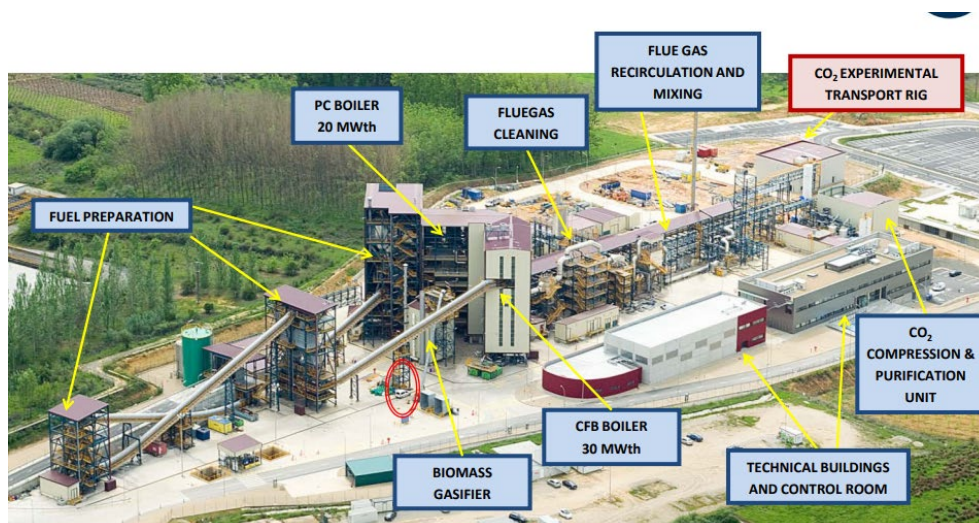 FLUE GAS
RECIRCULATION AND
MIXING
CO₂ EXPERIMENTAL
TRANSPORT RIG
PC BOILER
20 MWth
FLUEGAS
CLEANING
FUEL PREPARATION
CO₂
COMPRESSION &
PURIFICATION
UNIT
CFB BOILER
30 MWth
BIOMASS
GASIFIER
TECHNICAL BUILDINGS
AND CONTROL ROOM